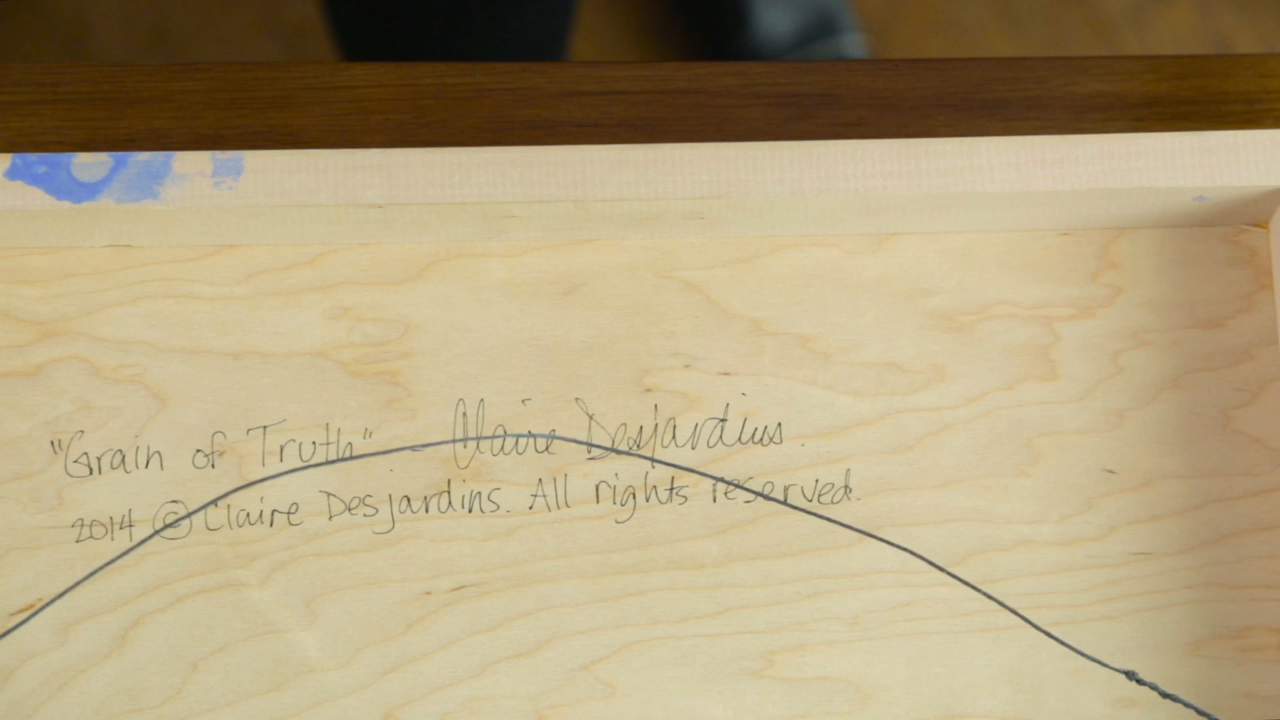 "Grain of Truth" Claire Desjardins.
2014 © Claire Desjardins. All rights reserved.